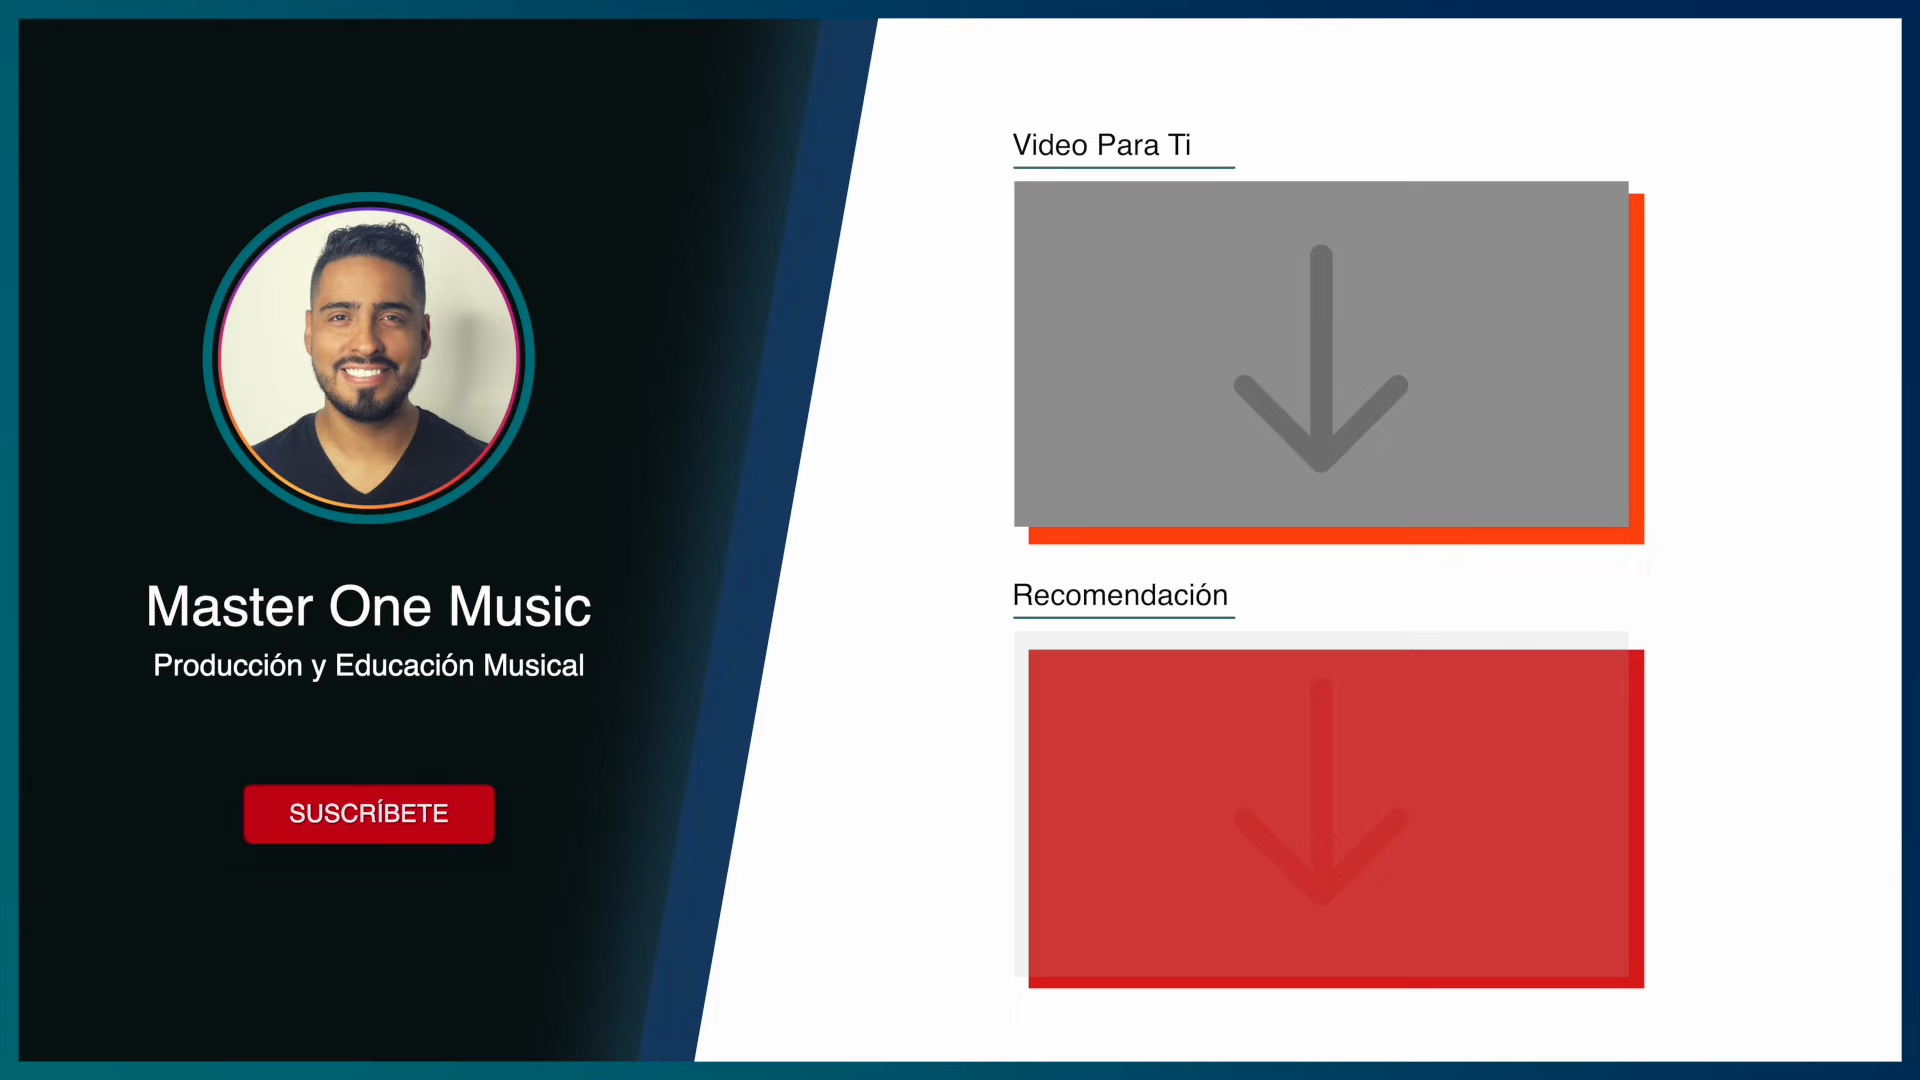 Master One Music
Producción y Educación Musical
SUSCRÍBETE
Video Para Ti
Recomendación